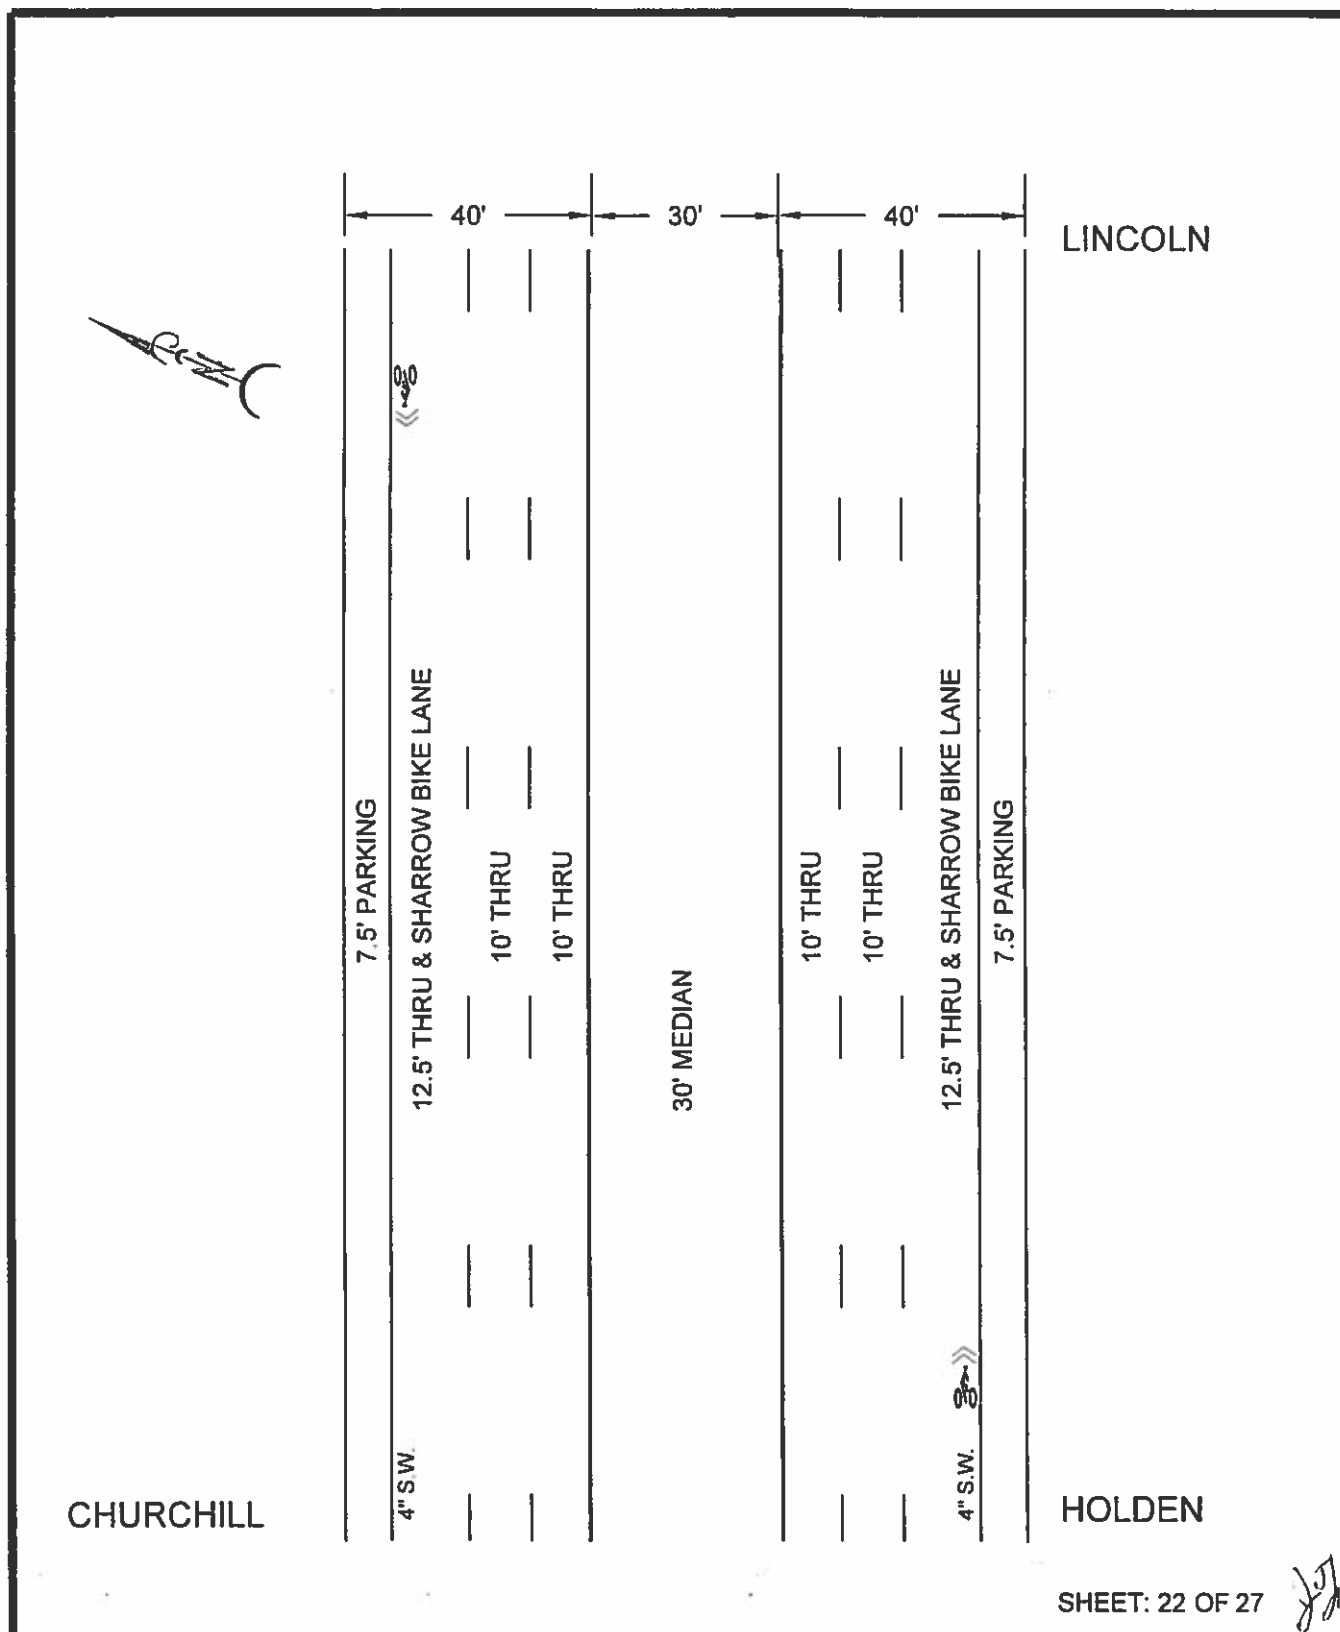 40' 30' 40'
LINCOLN
N
7.5' PARKING
12.5' THRU & SHARROW BIKE LANE
10' THRU
10' THRU
30' MEDIAN
10' THRU
10' THRU
12.5' THRU & SHARROW BIKE LANE
7.5' PARKING
4" S.W.
4" S.W.
CHURCHILL
HOLDEN
SHEET: 22 OF 27